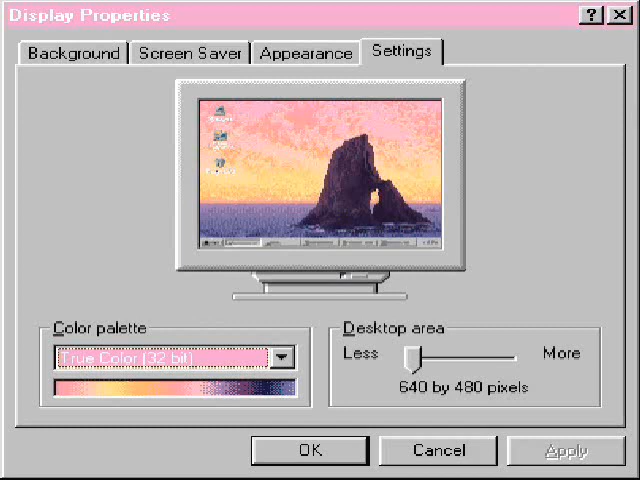 Display Properties
Background
Screen Saver
Appearance
Settings
Color palette
True Color (32 bit)
Desktop area
Less
More
640 by 480 pixels
OK
Cancel
Apply